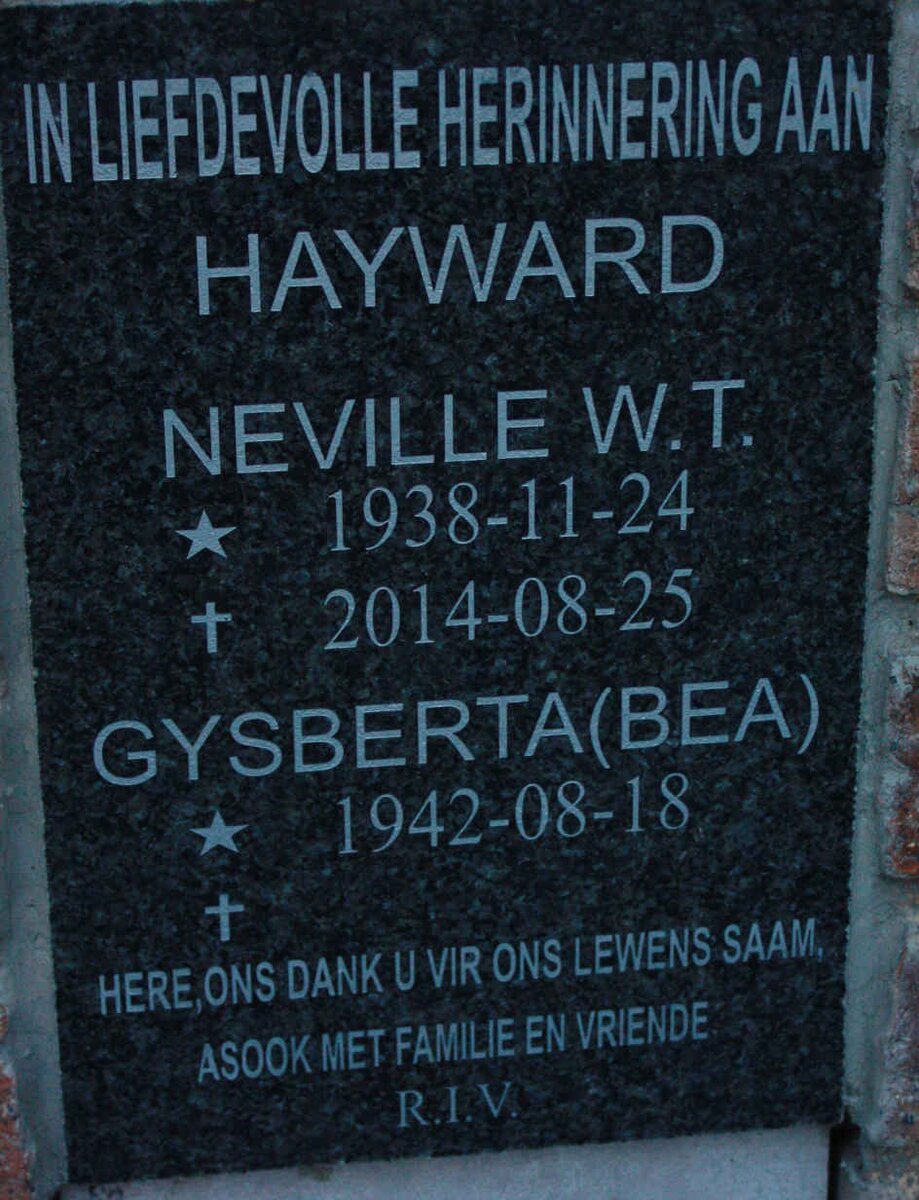 IN LIEFDEVOLLE HERINNERING AAN
HAYWARD
NEVILLE W.T.
★ 1938-11-24
✝ 2014-08-25
GYSBERTA(BEA)
★ 1942-08-18
✝
HERE,ONS DANK U VIR ONS LEWENS SAAM,
ASOOK MET FAMILIE EN VRIENDE
R.I.V.